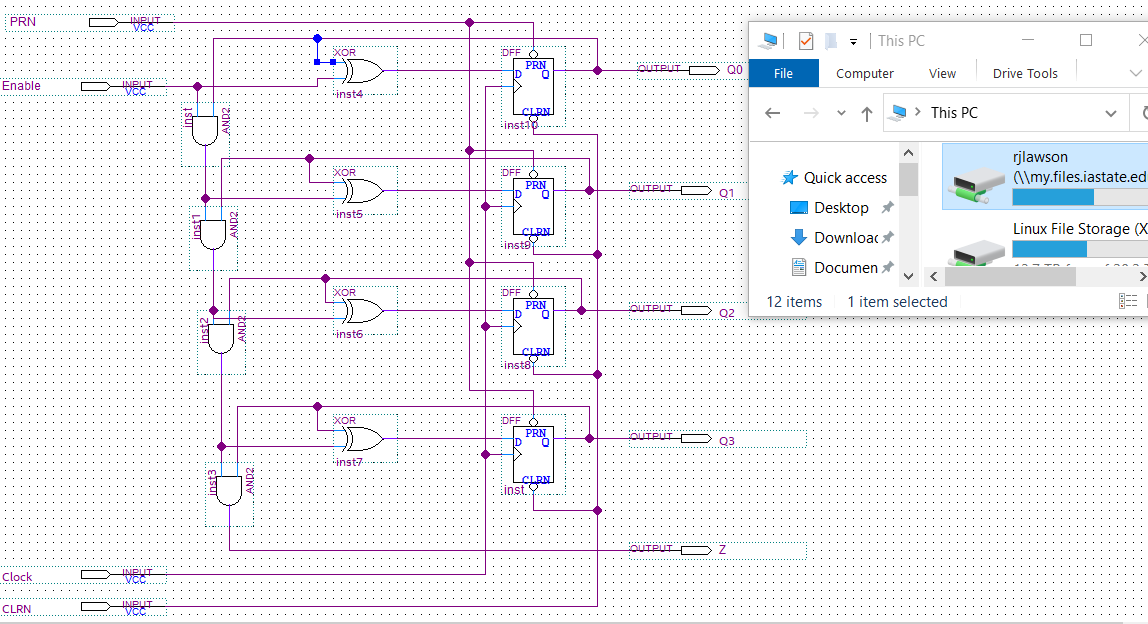 PRN
INPUT
VCC
Enable
INPUT
VCC
inst
AND2
XOR
inst4
DFF
PRN
D
Q
CLRN
inst10
OUTPUT
Q0
inst1
AND2
XOR
inst5
DFF
PRN
D
Q
CLRN
inst9
OUTPUT
Q1
inst2
AND2
XOR
inst6
DFF
PRN
D
Q
CLRN
inst8
OUTPUT
Q2
inst3
AND2
XOR
inst7
DFF
PRN
D
Q
CLRN
inst
OUTPUT
Q3
OUTPUT
Z
Clock
INPUT
VCC
CLRN
INPUT
VCC
This PC
File Computer View Drive Tools
This PC
Quick access
Desktop
Downloac
Documen
rjlawson
(\\my.files.iastate.ed
Linux File Storage (X
12 items 1 item selected